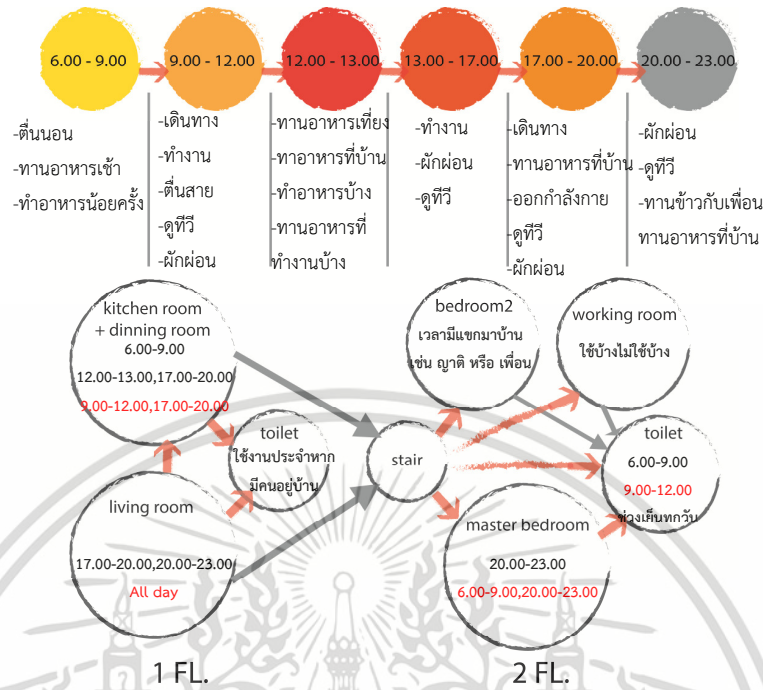 6.00 - 9.00
9.00 - 12.00
12.00 - 13.00
13.00 - 17.00
17.00 - 20.00
20.00 - 23.00
-ตื่นนอน
-ทานอาหารเช้า
-ทำอาหารน้อยครั้ง
-เดินทาง
-ทำงาน
-ตื่นสาย
-ดูทีวี
-ผักผ่อน
-ทานอาหารเที่ยง
-ทาอาหารที่บ้าน
-ทำอาหารบ้าง
-ทานอาหารที่
ทำงานบ้าง
-ทำงาน
-ผักผ่อน
-ดูทีวี
-เดินทาง
-ทานอาหารที่บ้าน
-ออกกำลังกาย
-ดูทีวี
-ผักผ่อน
-ผักผ่อน
-ดูทีวี
-ทานข้าวกับเพื่อน
ทานอาหารที่บ้าน
kitchen room
+ dinning room
6.00-9.00
12.00-13.00,17.00-20.00
9.00-12.00,17.00-20.00
toilet
ใช้งานประจำหาก
มีคนอยู่บ้าน
living room
17.00-20.00,20.00-23.00
All day
stair
bedroom2
เวลามีแขกมาบ้าน
เช่น ญาติ หรือ เพื่อน
working room
ใช้บ้างไม่ใช้บ้าง
toilet
6.00-9.00
9.00-12.00
ช่วงเย็นทกวัน
master bedroom
20.00-23.00
6.00-9.00,20.00-23.00
1 FL.
2 FL.